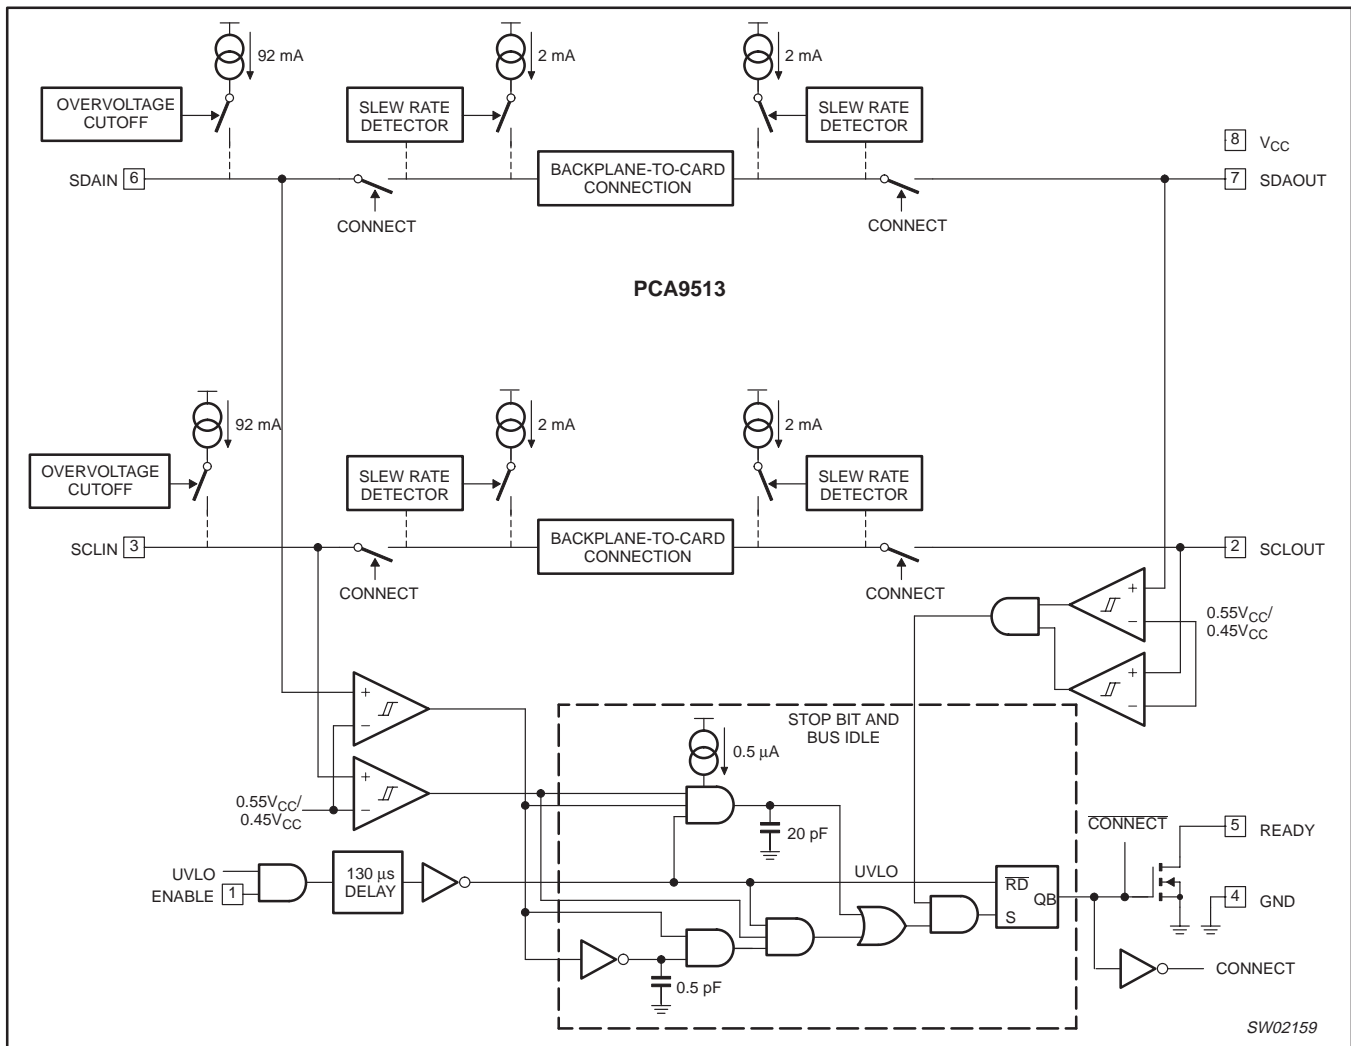 92 mA
2 mA
2 mA
OVERVOLTAGE
CUTOFF
SLEW RATE
DETECTOR
SLEW RATE
DETECTOR
8 VCC
SDAIN 6
BACKPLANE-TO-CARD
CONNECTION
7 SDAOUT
CONNECT
CONNECT
PCA9513
92 mA
2 mA
2 mA
OVERVOLTAGE
CUTOFF
SLEW RATE
DETECTOR
SLEW RATE
DETECTOR
SCLIN 3
BACKPLANE-TO-CARD
CONNECTION
2 SCLOUT
CONNECT
CONNECT
+
−
0.55VCC/
0.45VCC
+
−
+
−
STOP BIT AND
BUS IDLE
0.5 μA
+
−
0.55VCC/
0.45VCC
20 pF
CONNECT
5 READY
UVLO
ENABLE 1
130 μs
DELAY
UVLO
RD
QB
S
4 GND
0.5 pF
CONNECT
SW02159